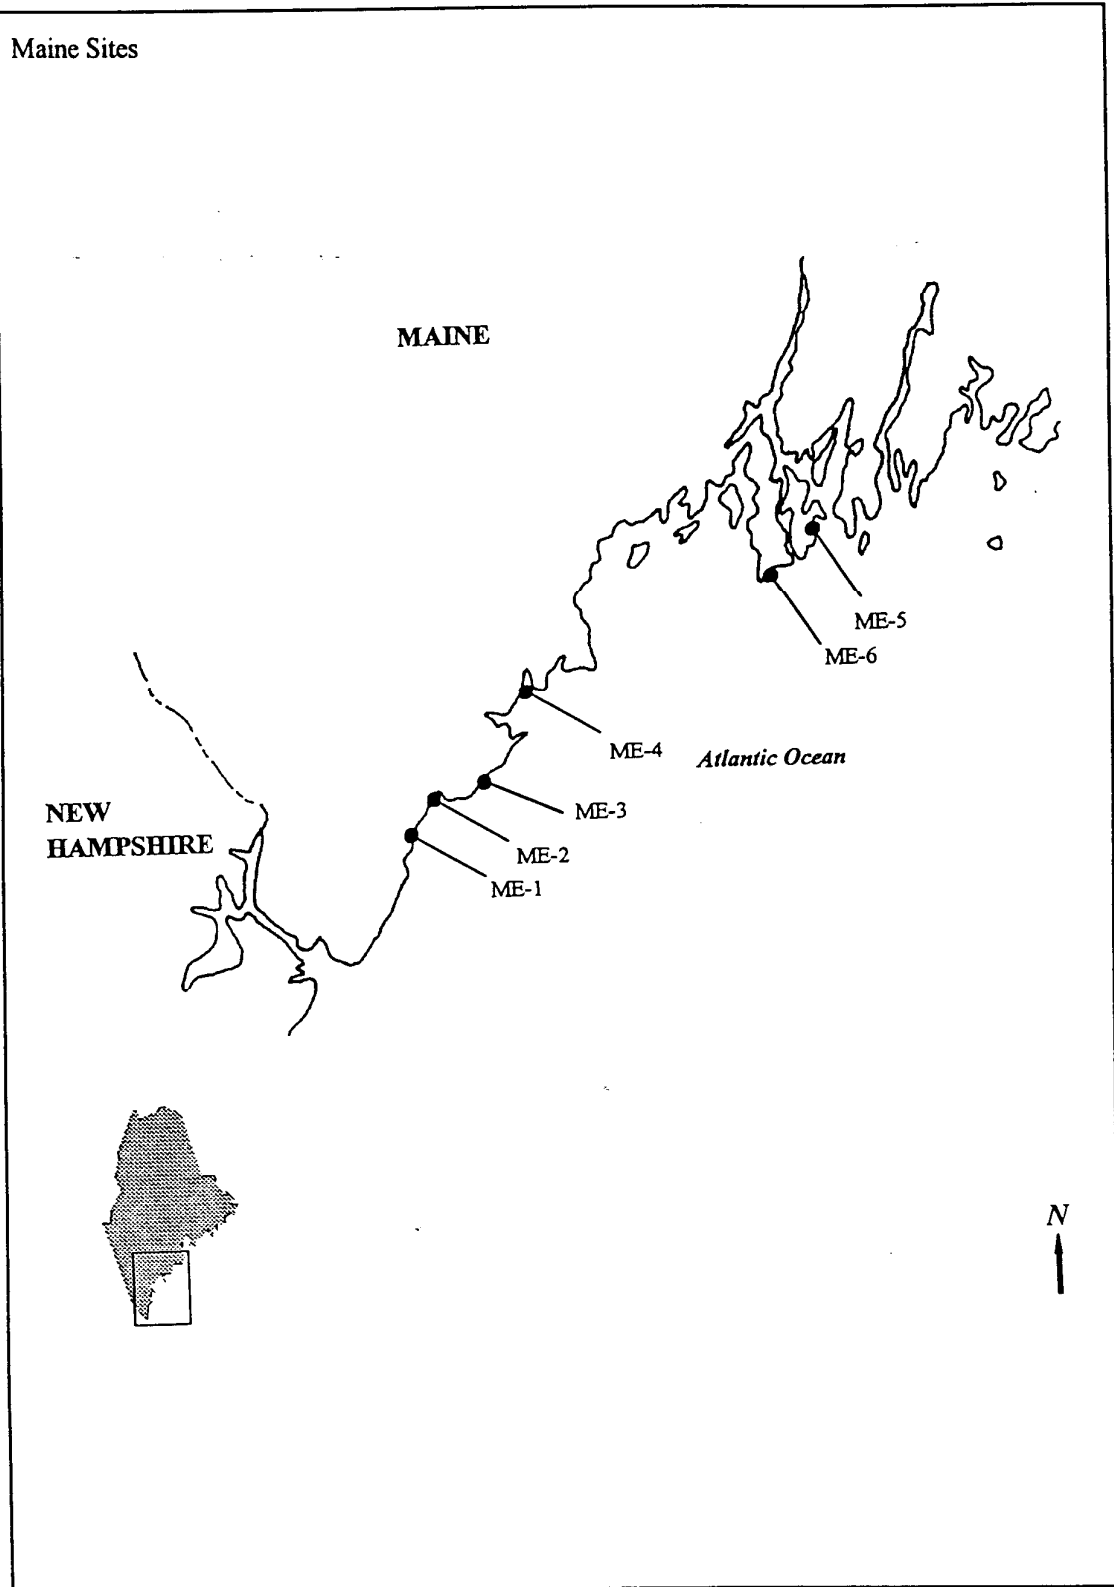 Maine Sites
MAINE
ME-5
ME-6
ME-4
Atlantic Ocean
ME-3
NEW
HAMPSHIRE
ME-2
ME-1
N